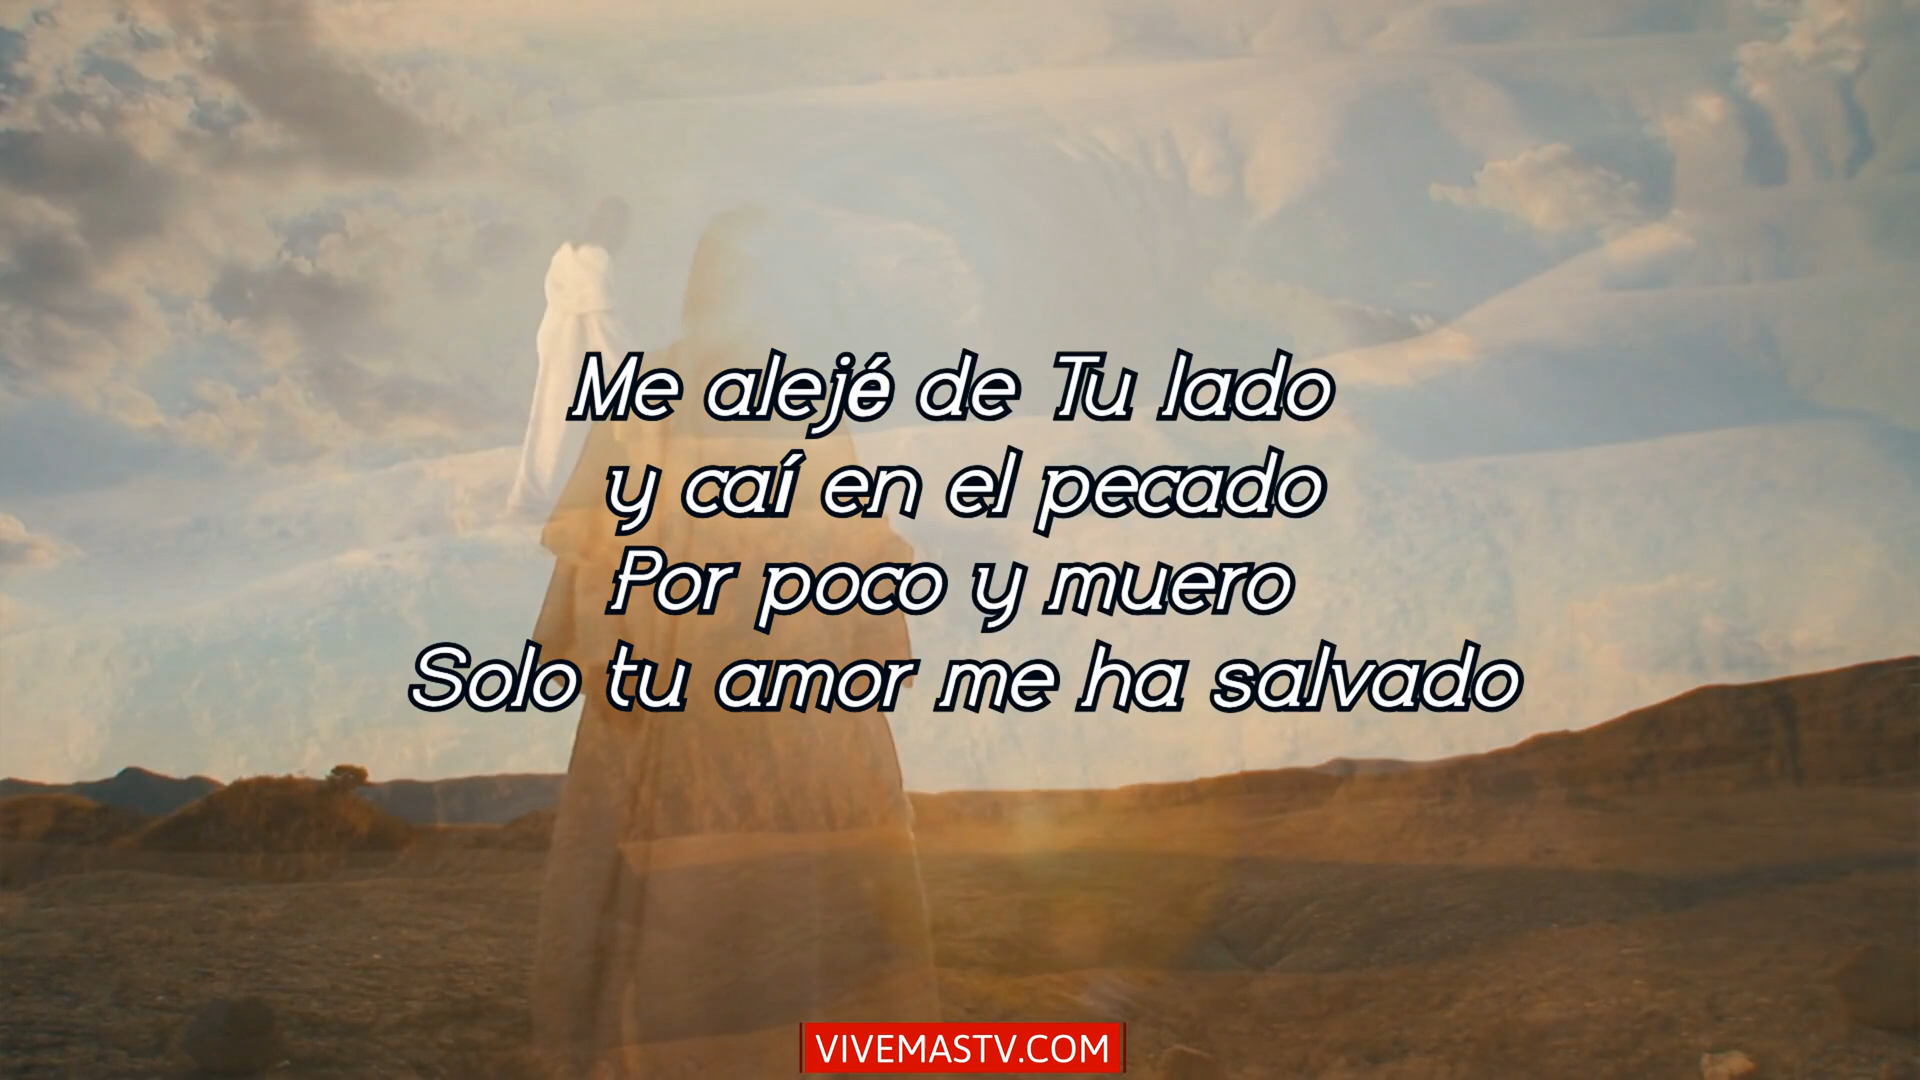 Me alejé de Tu lado
y caí en el pecado
Por poco y muero
Solo tu amor me ha salvado
VIVEMASTV.COM